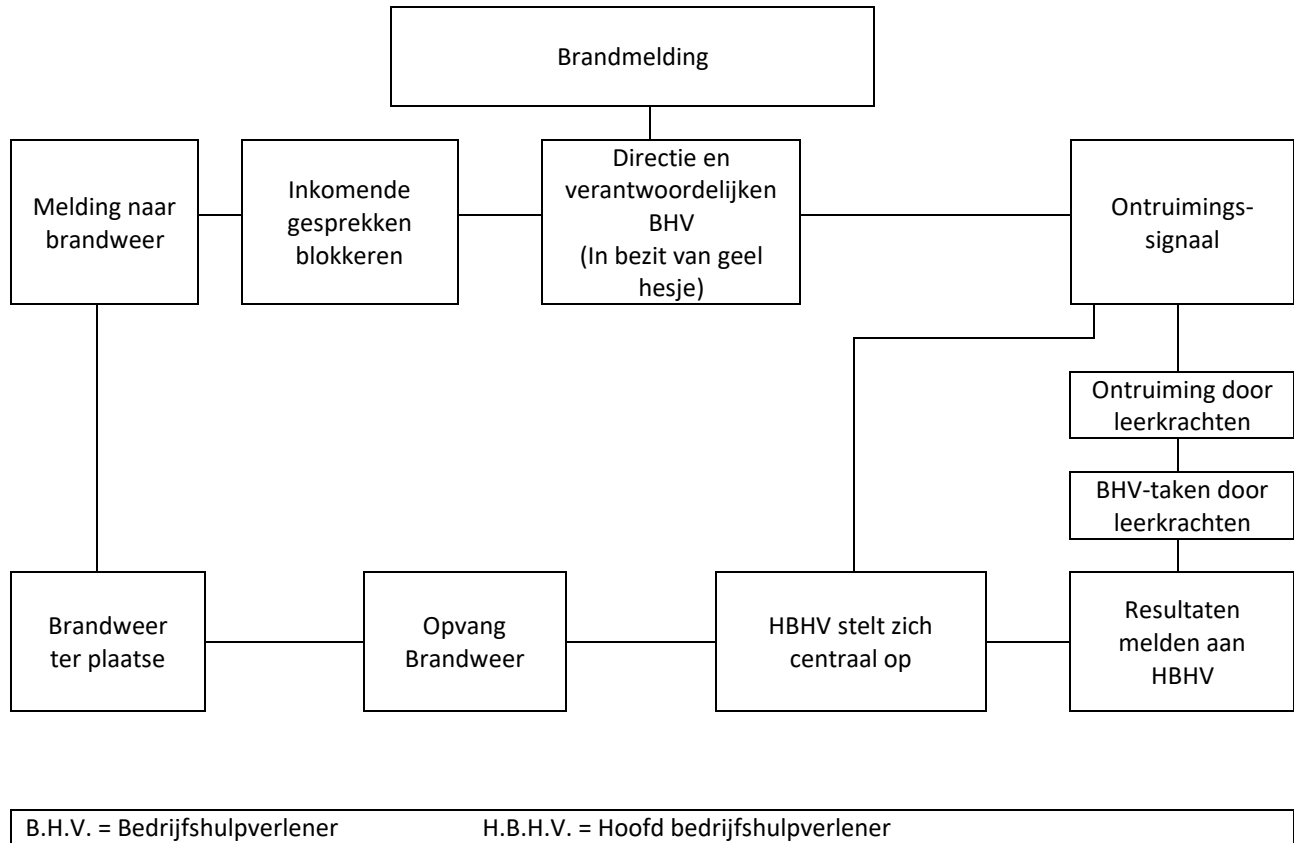 Brandmelding
Melding naar
brandweer
Inkomende
gesprekken
blokkeren
Directie en
verantwoordelijken
BHV
(In bezit van geel
hesje)
Ontruimings-
signaal
Ontruiming door
leerkrachten
BHV-taken door
leerkrachten
Brandweer
ter plaatse
Opvang
Brandweer
HBHV stelt zich
centraal op
Resultaten
melden aan
HBHV
B.H.V. = Bedrijfshulpverlener H.B.H.V. = Hoofd bedrijfshulpverlener